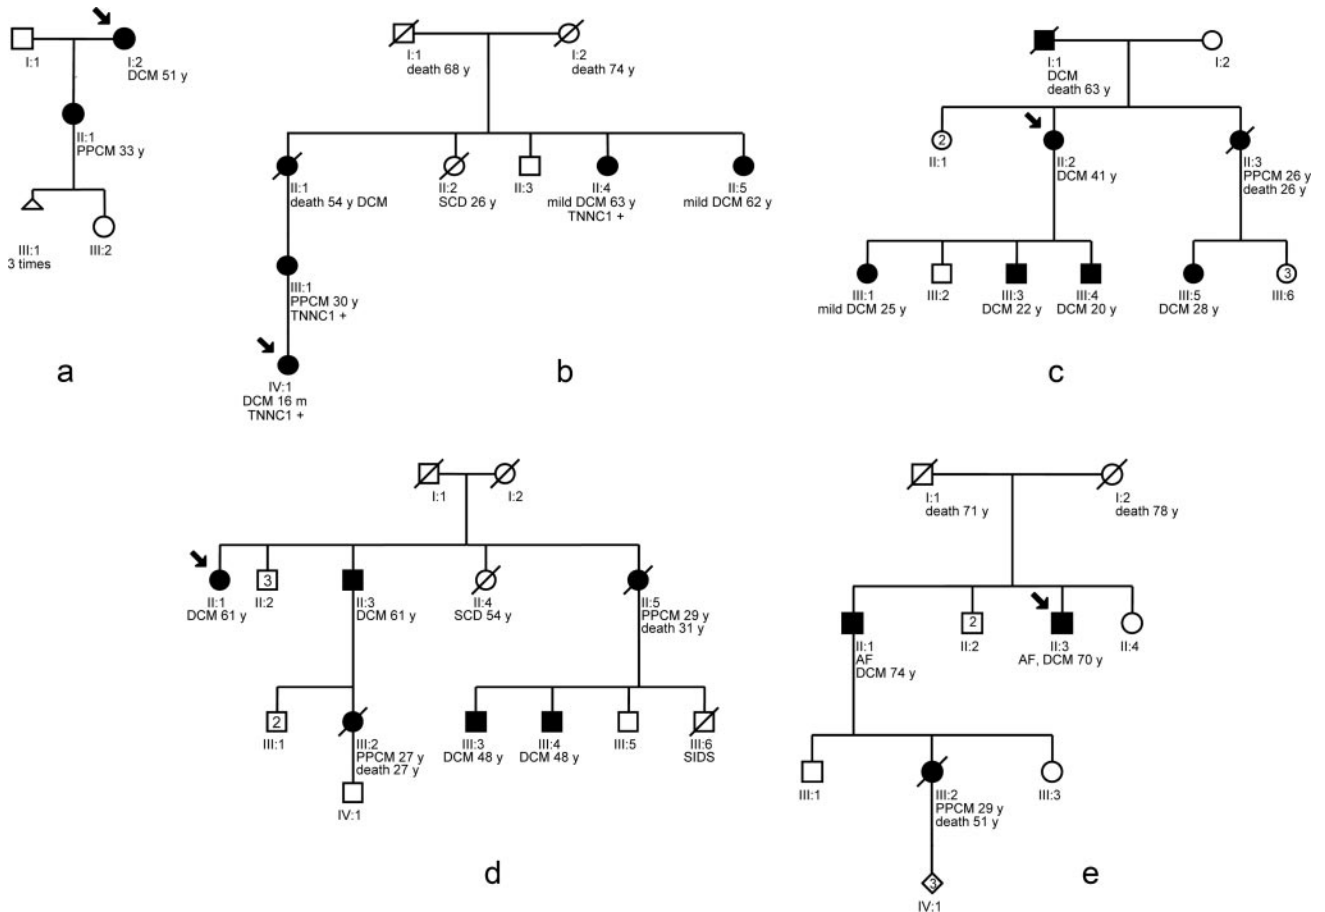 I:1
I:2
DCM 51 y
II:1
PPCM 33 y
III:1
3 times
III:2
a
I:1
death 68 y
I:2
death 74 y
II:1
death 54 y DCM
II:2
SCD 26 y
II:3
II:4
mild DCM 63 y
TNNC1 +
II:5
mild DCM 62 y
III:1
PPCM 30 y
TNNC1 +
IV:1
DCM 16 m
TNNC1 +
b
I:1
DCM
death 63 y
I:2
2
II:1
II:2
DCM 41 y
II:3
PPCM 26 y
death 26 y
III:1
mild DCM 25 y
III:2
III:3
DCM 22 y
III:4
DCM 20 y
III:5
DCM 28 y
3
III:6
c
I:1
I:2
II:1
DCM 61 y
3
II:2
II:3
DCM 61 y
II:4
SCD 54 y
II:5
PPCM 29 y
death 31 y
2
III:1
III:2
PPCM 27 y
death 27 y
III:3
DCM 48 y
III:4
DCM 48 y
III:5
III:6
SIDS
IV:1
d
I:1
death 71 y
I:2
death 78 y
II:1
AF
DCM 74 y
2
II:2
II:3
AF, DCM 70 y
II:4
III:1
III:2
PPCM 29 y
death 51 y
III:3
3
IV:1
e